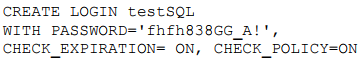 CREATE LOGIN testSQL
WITH PASSWORD='fhfh838GG_A!',
CHECK_EXPIRATION= ON, CHECK_POLICY=ON